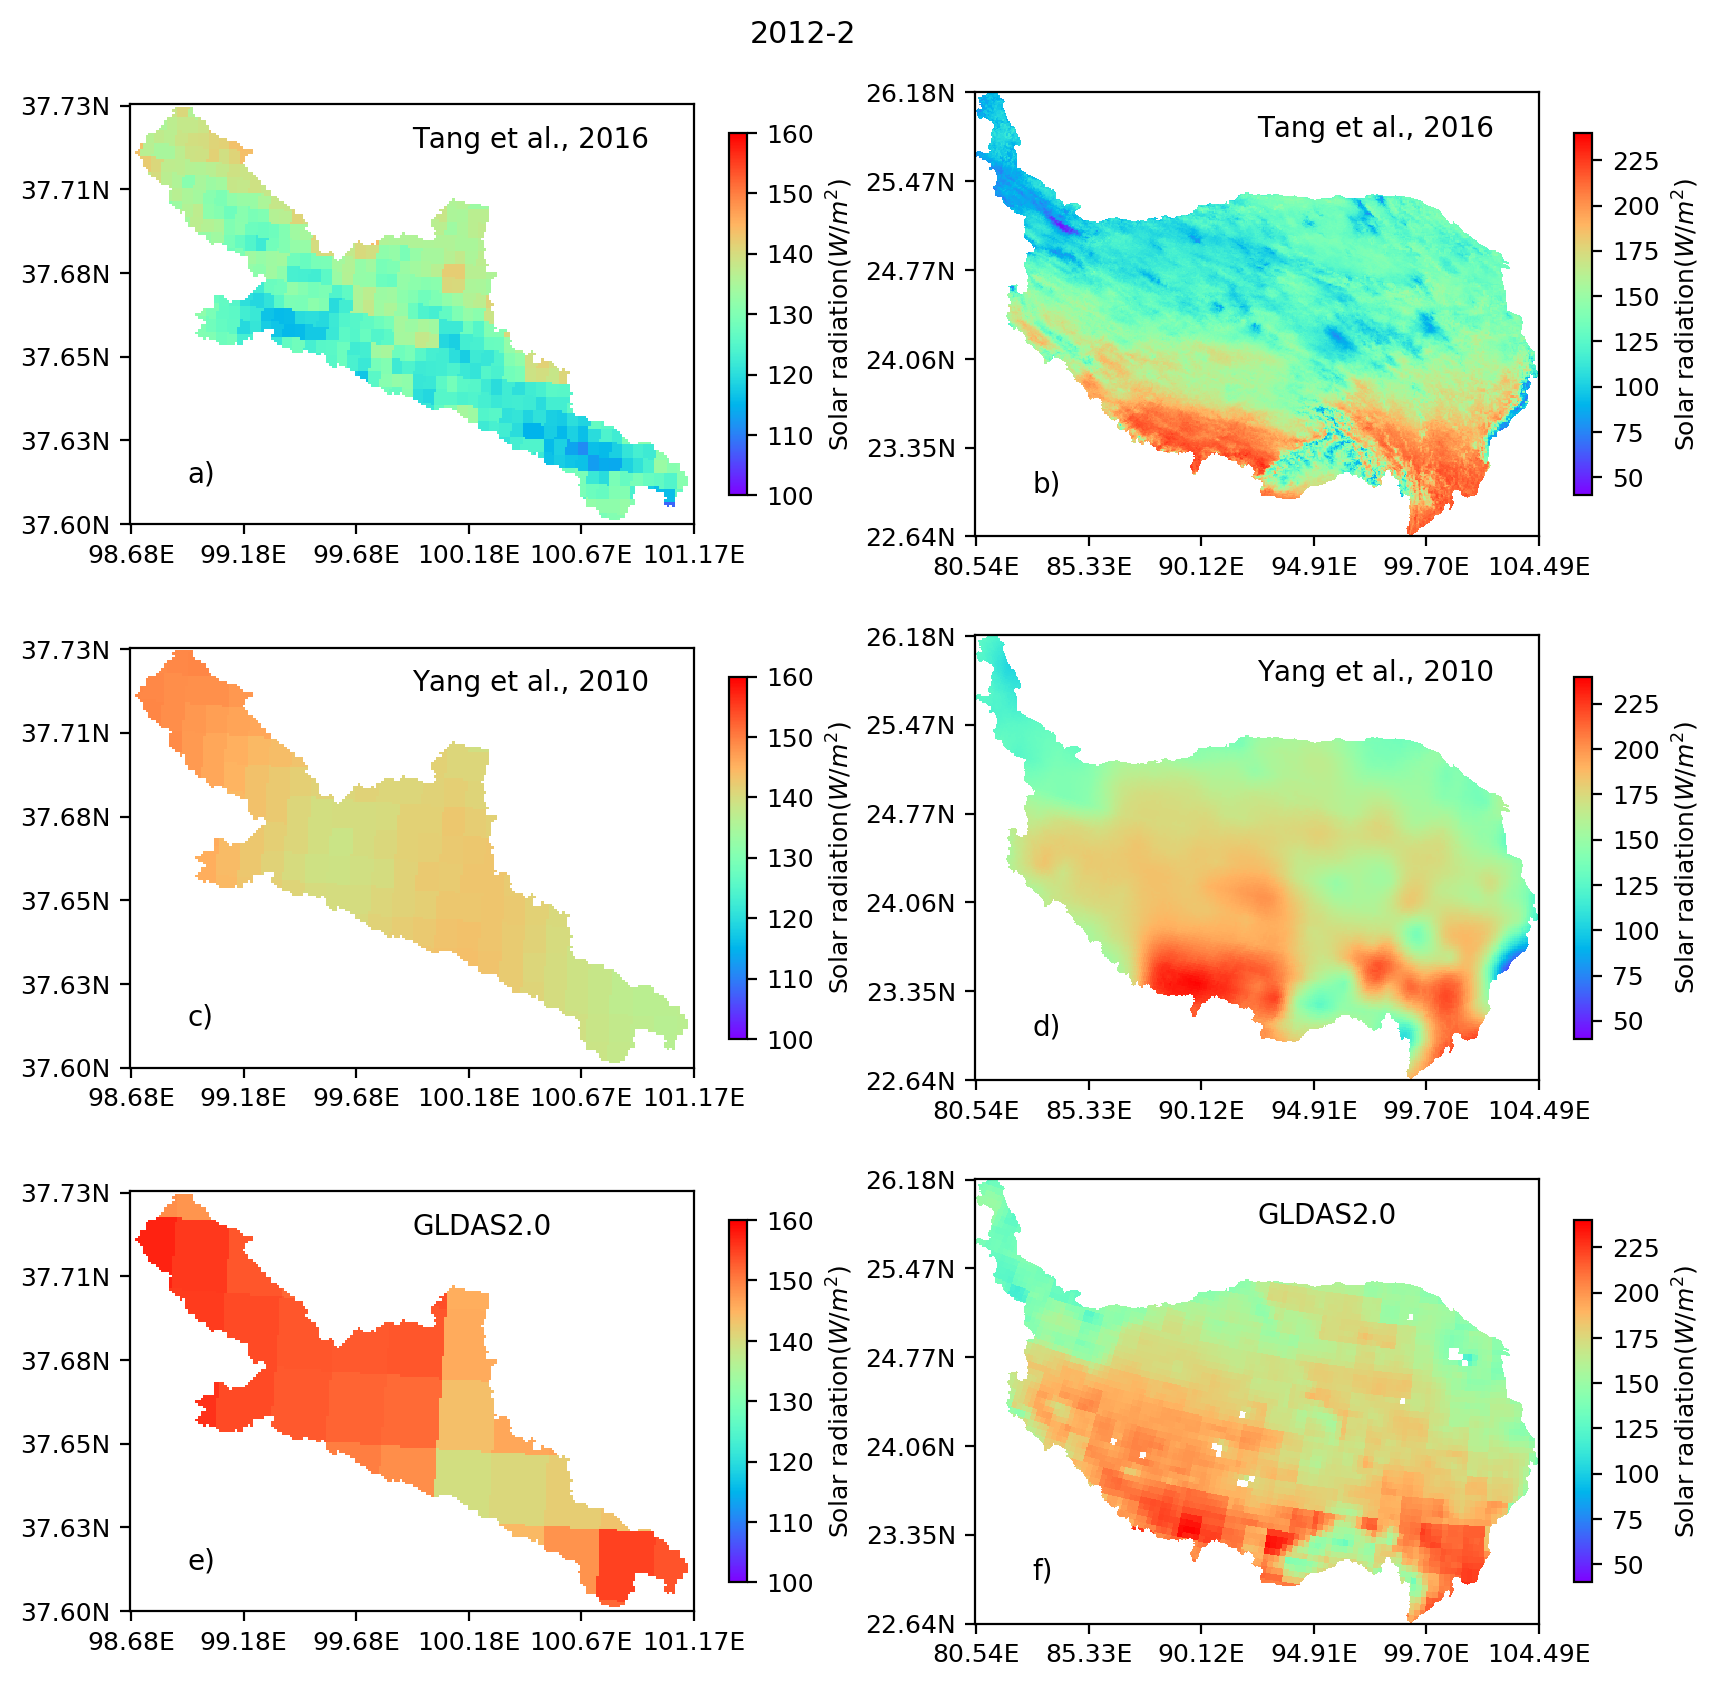 2012-2
37.73N
37.71N
37.68N
37.65N
37.63N
37.60N
98.68E 99.18E 99.68E 100.18E 100.67E 101.17E
Tang et al., 2016
a)
160
150
140
130
120
110
100
Solar radiation(W/m²)
26.18N
25.47N
24.77N
24.06N
23.35N
22.64N
80.54E 85.33E 90.12E 94.91E 99.70E 104.49E
Tang et al., 2016
b)
225
200
175
150
125
100
75
50
Solar radiation(W/m²)
37.73N
37.71N
37.68N
37.65N
37.63N
37.60N
98.68E 99.18E 99.68E 100.18E 100.67E 101.17E
Yang et al., 2010
c)
160
150
140
130
120
110
100
Solar radiation(W/m²)
26.18N
25.47N
24.77N
24.06N
23.35N
22.64N
80.54E 85.33E 90.12E 94.91E 99.70E 104.49E
Yang et al., 2010
d)
225
200
175
150
125
100
75
50
Solar radiation(W/m²)
37.73N
37.71N
37.68N
37.65N
37.63N
37.60N
98.68E 99.18E 99.68E 100.18E 100.67E 101.17E
GLDAS2.0
e)
160
150
140
130
120
110
100
Solar radiation(W/m²)
26.18N
25.47N
24.77N
24.06N
23.35N
22.64N
80.54E 85.33E 90.12E 94.91E 99.70E 104.49E
GLDAS2.0
f)
225
200
175
150
125
100
75
50
Solar radiation(W/m²)